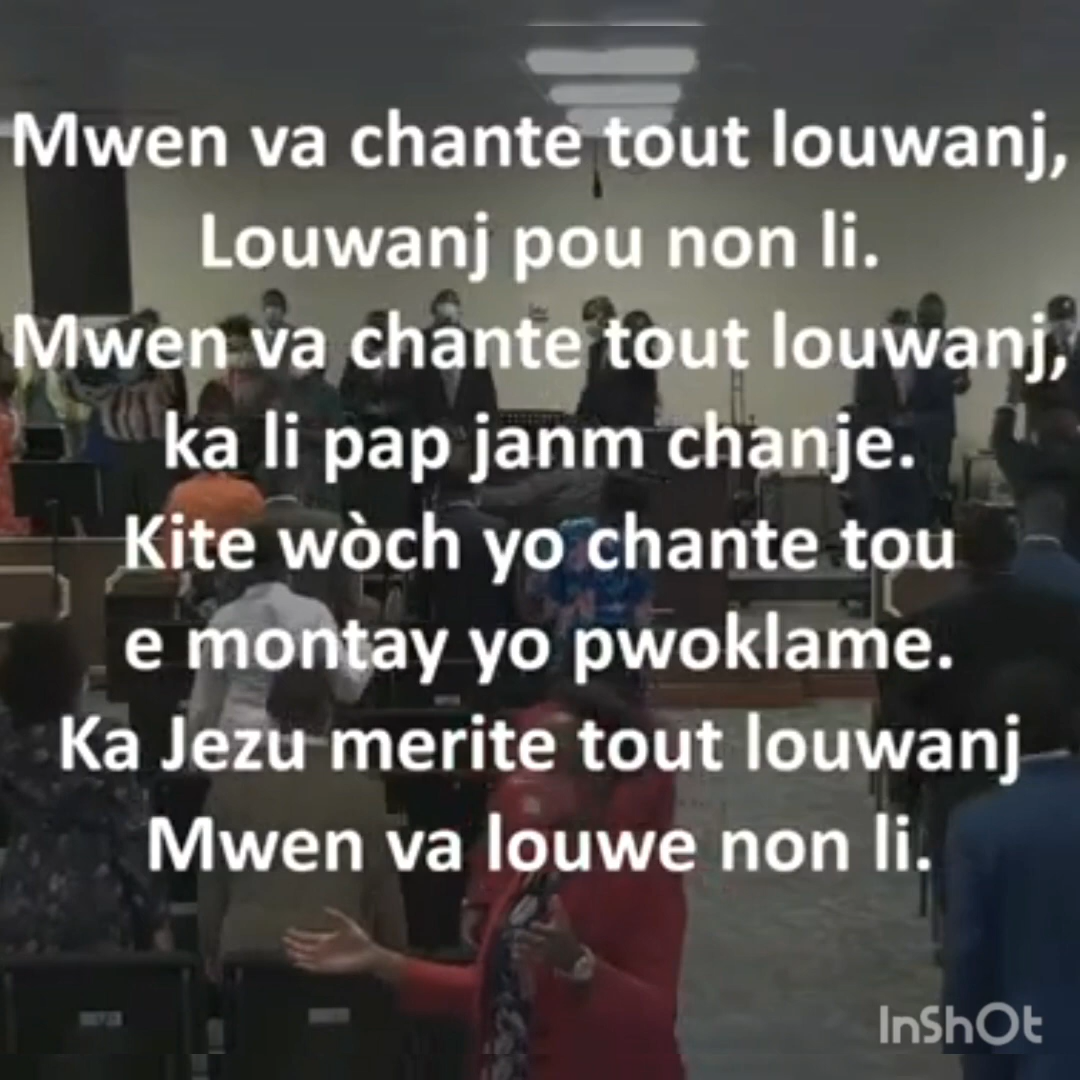 Mwen va chante tout louwanj,
Louwanj pou non li.
Mwen va chante tout louwanj,
ka li pap janm chanje.
Kite wòch yo chante tou
e montay yo pwoklame.
Ka Jezu merite tout louwanj
Mwen va louwe non li.
InShOt